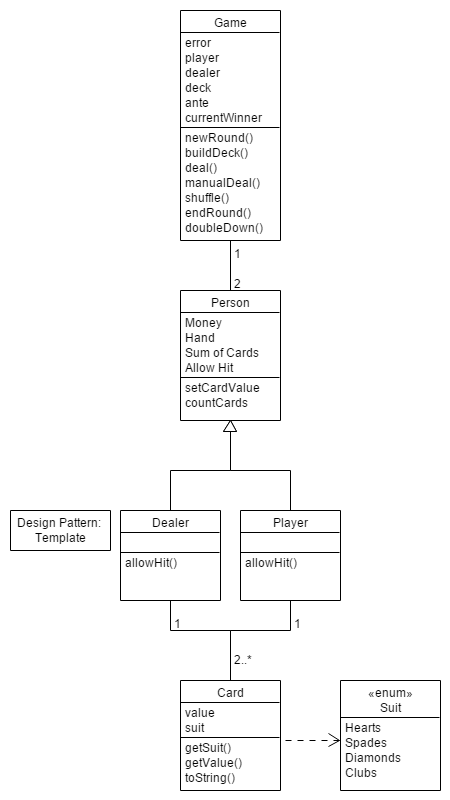 Game
error
player
dealer
deck
ante
currentWinner
newRound()
buildDeck()
deal()
manualDeal()
shuffle()
endRound()
doubleDown()
1
2
Person
Money
Hand
Sum of Cards
Allow Hit
setCardValue
countCards
Design Pattern:
Template
Dealer
allowHit()
Player
allowHit()
1
1
2..*
Card
value
suit
getSuit()
getValue()
toString()
«enum»
Suit
Hearts
Spades
Diamonds
Clubs